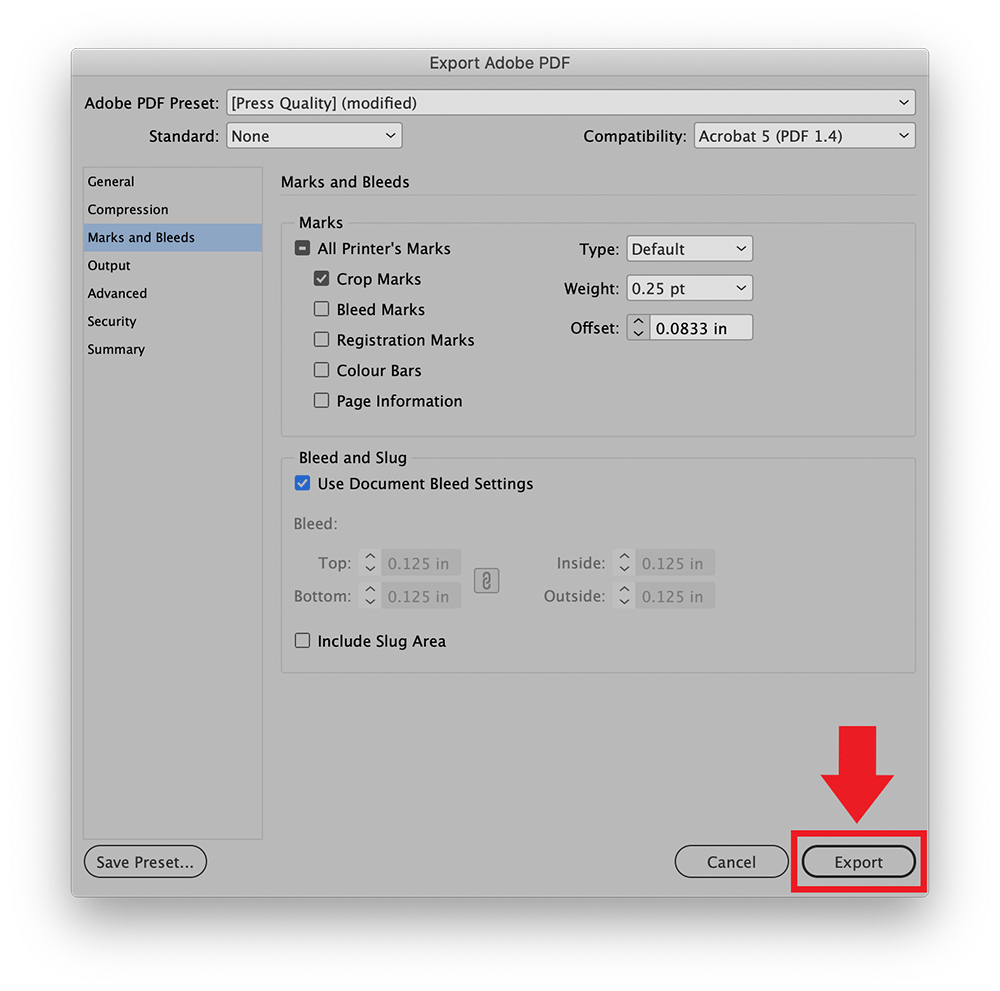 Export Adobe PDF
Adobe PDF Preset: [Press Quality] (modified)
Standard: None Compatibility: Acrobat 5 (PDF 1.4)
General
Compression
Marks and Bleeds
Output
Advanced
Security
Summary
Marks and Bleeds
Marks
All Printer's Marks
Crop Marks
Bleed Marks
Registration Marks
Colour Bars
Page Information
Type: Default
Weight: 0.25 pt
Offset: 0.0833 in
Bleed and Slug
Use Document Bleed Settings
Bleed:
Top: 0.125 in Inside: 0.125 in
Bottom: 0.125 in Outside: 0.125 in
Include Slug Area
Save Preset... Cancel Export